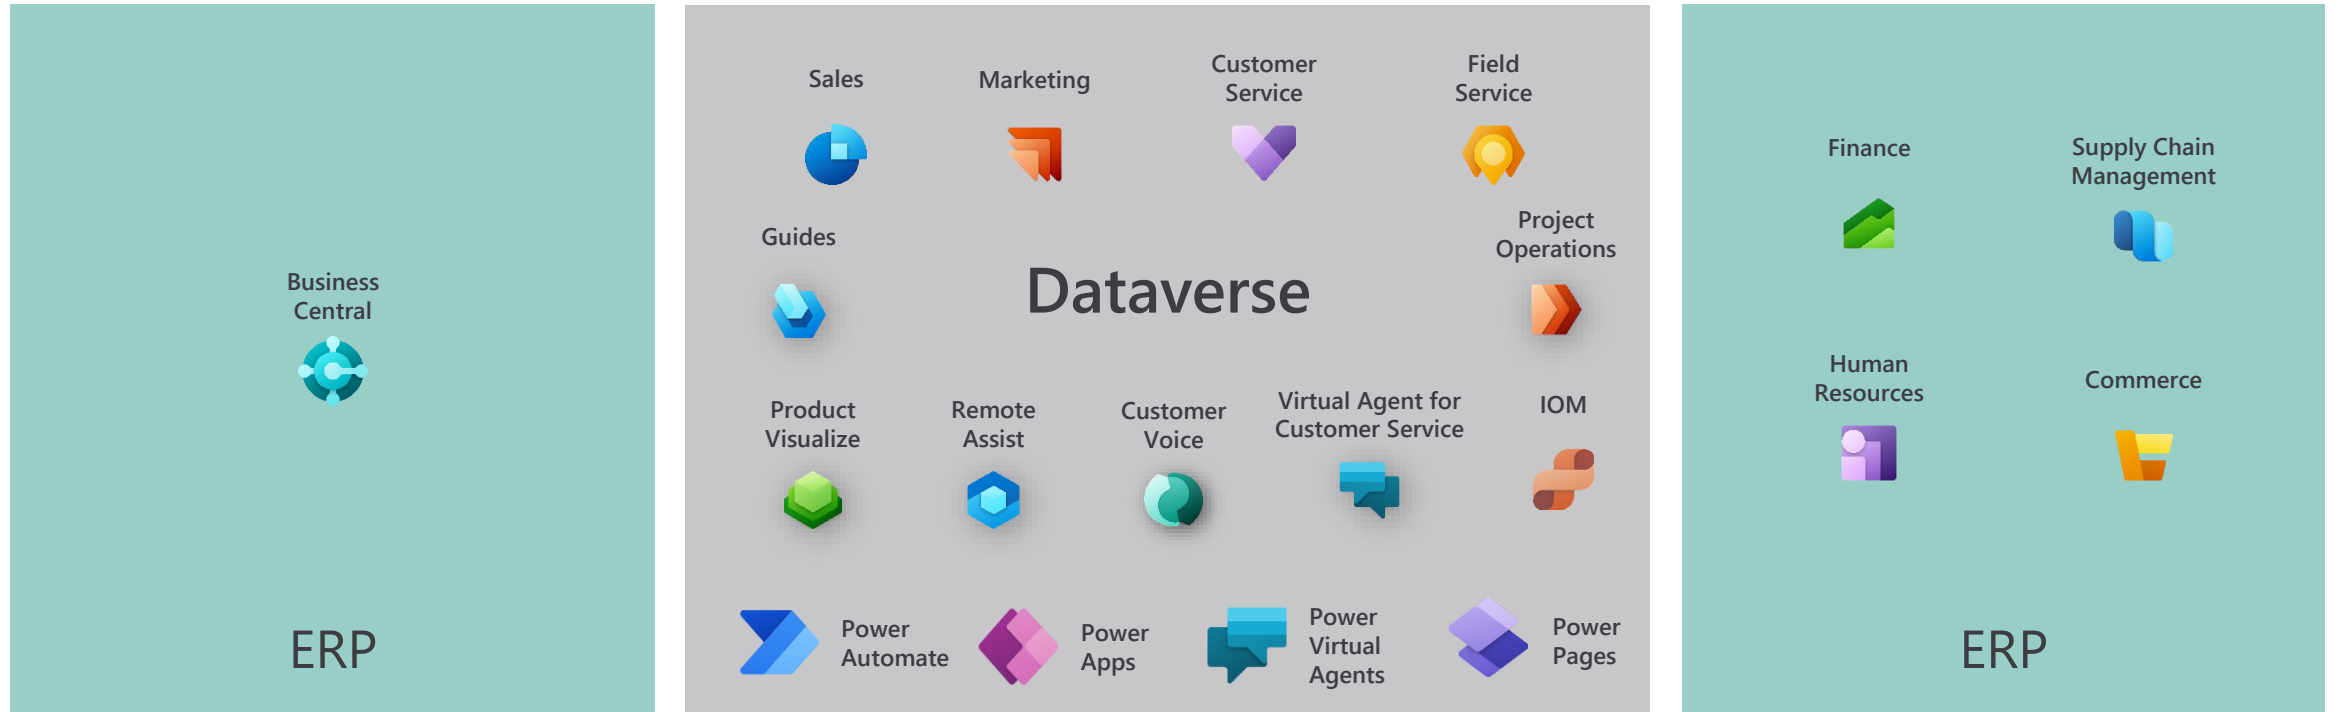 Business
Central
ERP
Sales
Marketing
Customer
Service
Field
Service
Guides
Project
Operations
Dataverse
Product
Visualize
Remote
Assist
Customer
Voice
Virtual Agent for
Customer Service
IOM
Power
Automate
Power
Apps
Power
Virtual
Agents
Power
Pages
Finance
Supply Chain
Management
Human
Resources
Commerce
ERP